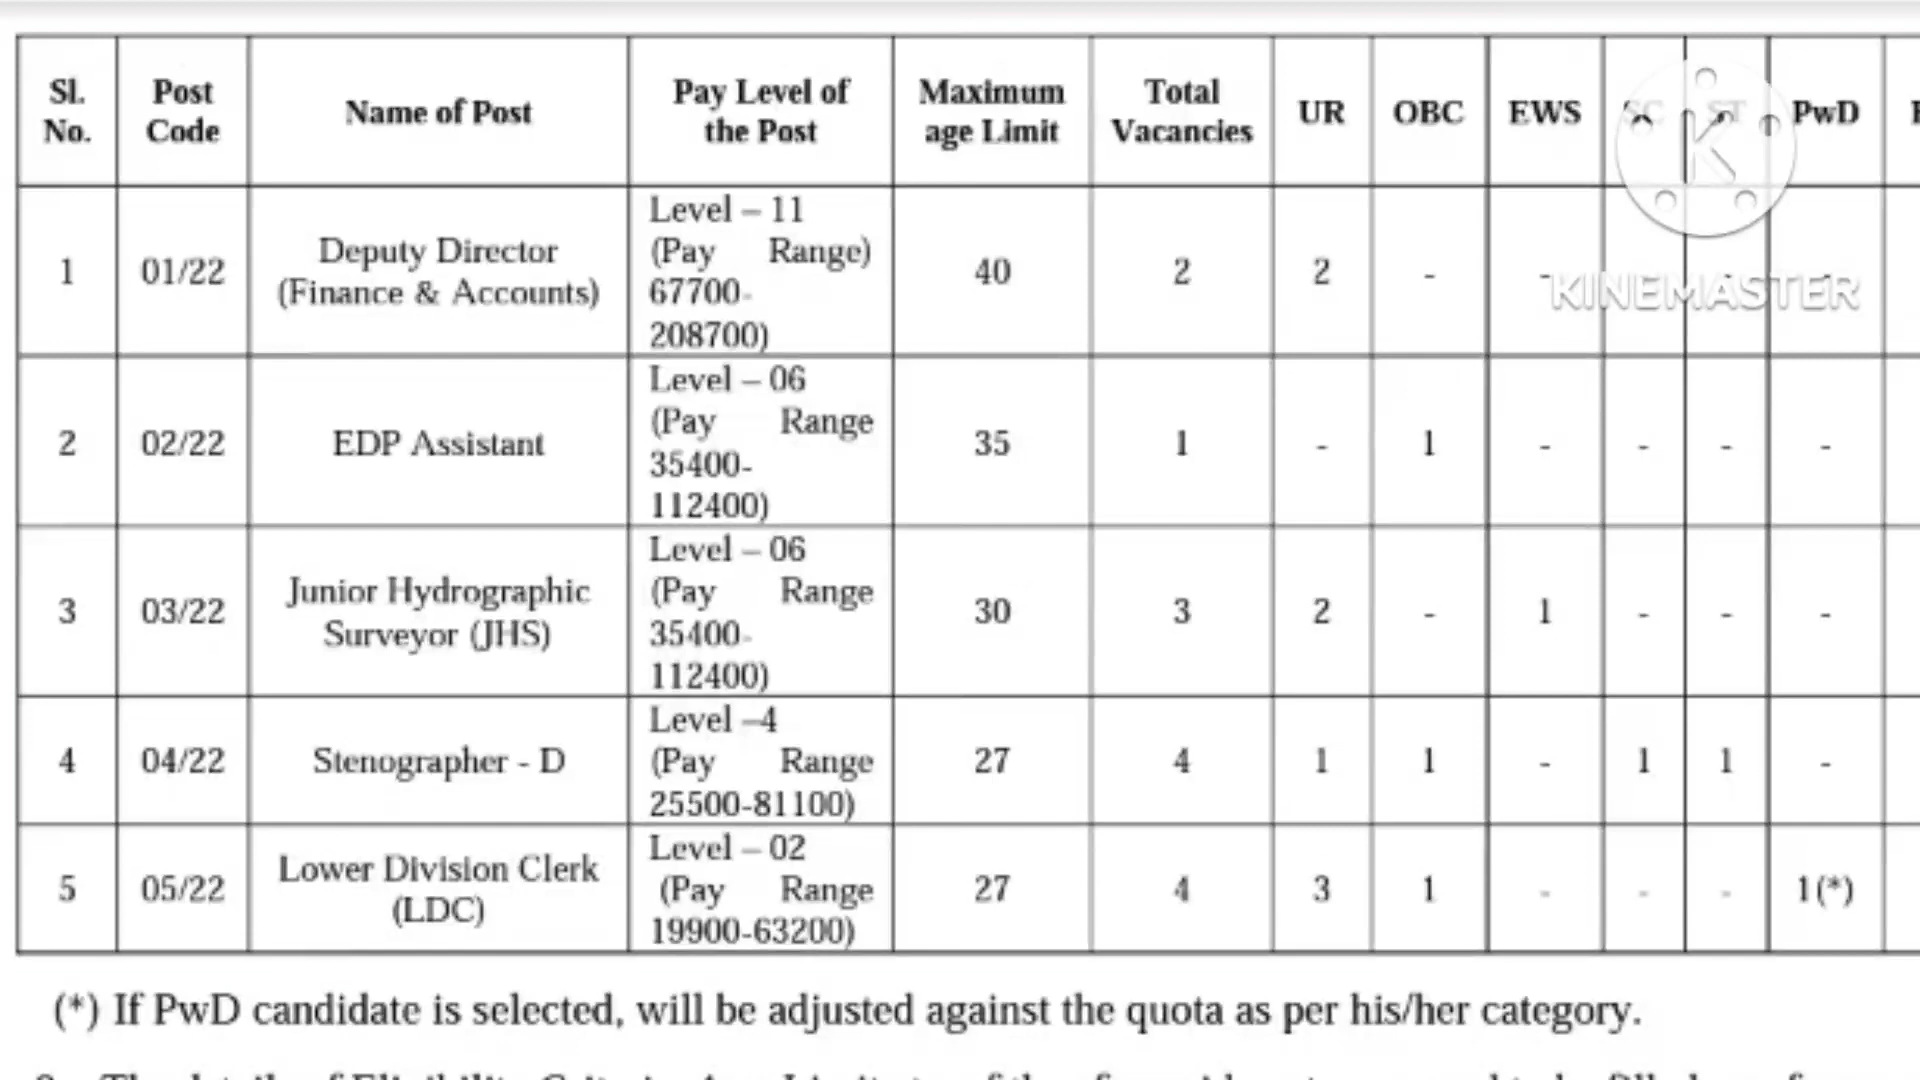 Sl. No. Post Code Name of Post Pay Level of the Post Maximum age Limit Total Vacancies UR OBC EWS SC ST PwD
1 01/22 Deputy Director (Finance & Accounts) Level – 11 (Pay Range) 67700-208700) 40 2 2 - - - -
2 02/22 EDP Assistant Level – 06 (Pay Range 35400-112400) 35 1 - 1 - - - -
3 03/22 Junior Hydrographic Surveyor (JHS) Level – 06 (Pay Range 35400-112400) 30 3 2 - 1 - - -
4 04/22 Stenographer - D Level –4 (Pay Range 25500-81100) 27 4 1 1 - 1 1 -
5 05/22 Lower Division Clerk (LDC) Level – 02 (Pay Range 19900-63200) 27 4 3 1 - - - 1(*)
(*) If PwD candidate is selected, will be adjusted against the quota as per his/her category.
KINEMASTER